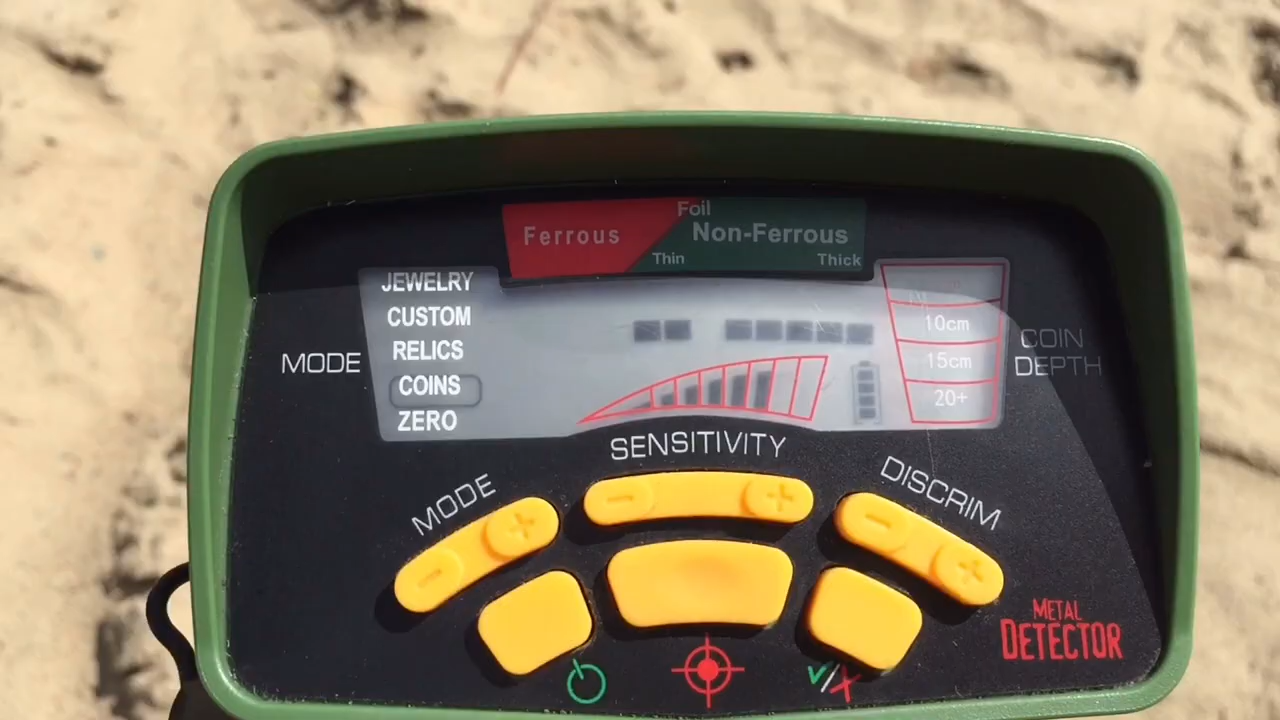 Foil
Ferrous
Non-Ferrous
Thin
Thick
JEWELRY
CUSTOM
RELICS
COINS
ZERO
MODE
10cm
15cm
20+
COIN
DEPTH
SENSITIVITY
MODE
DISCRIM
- +
- +
- +
METAL
DETECTOR